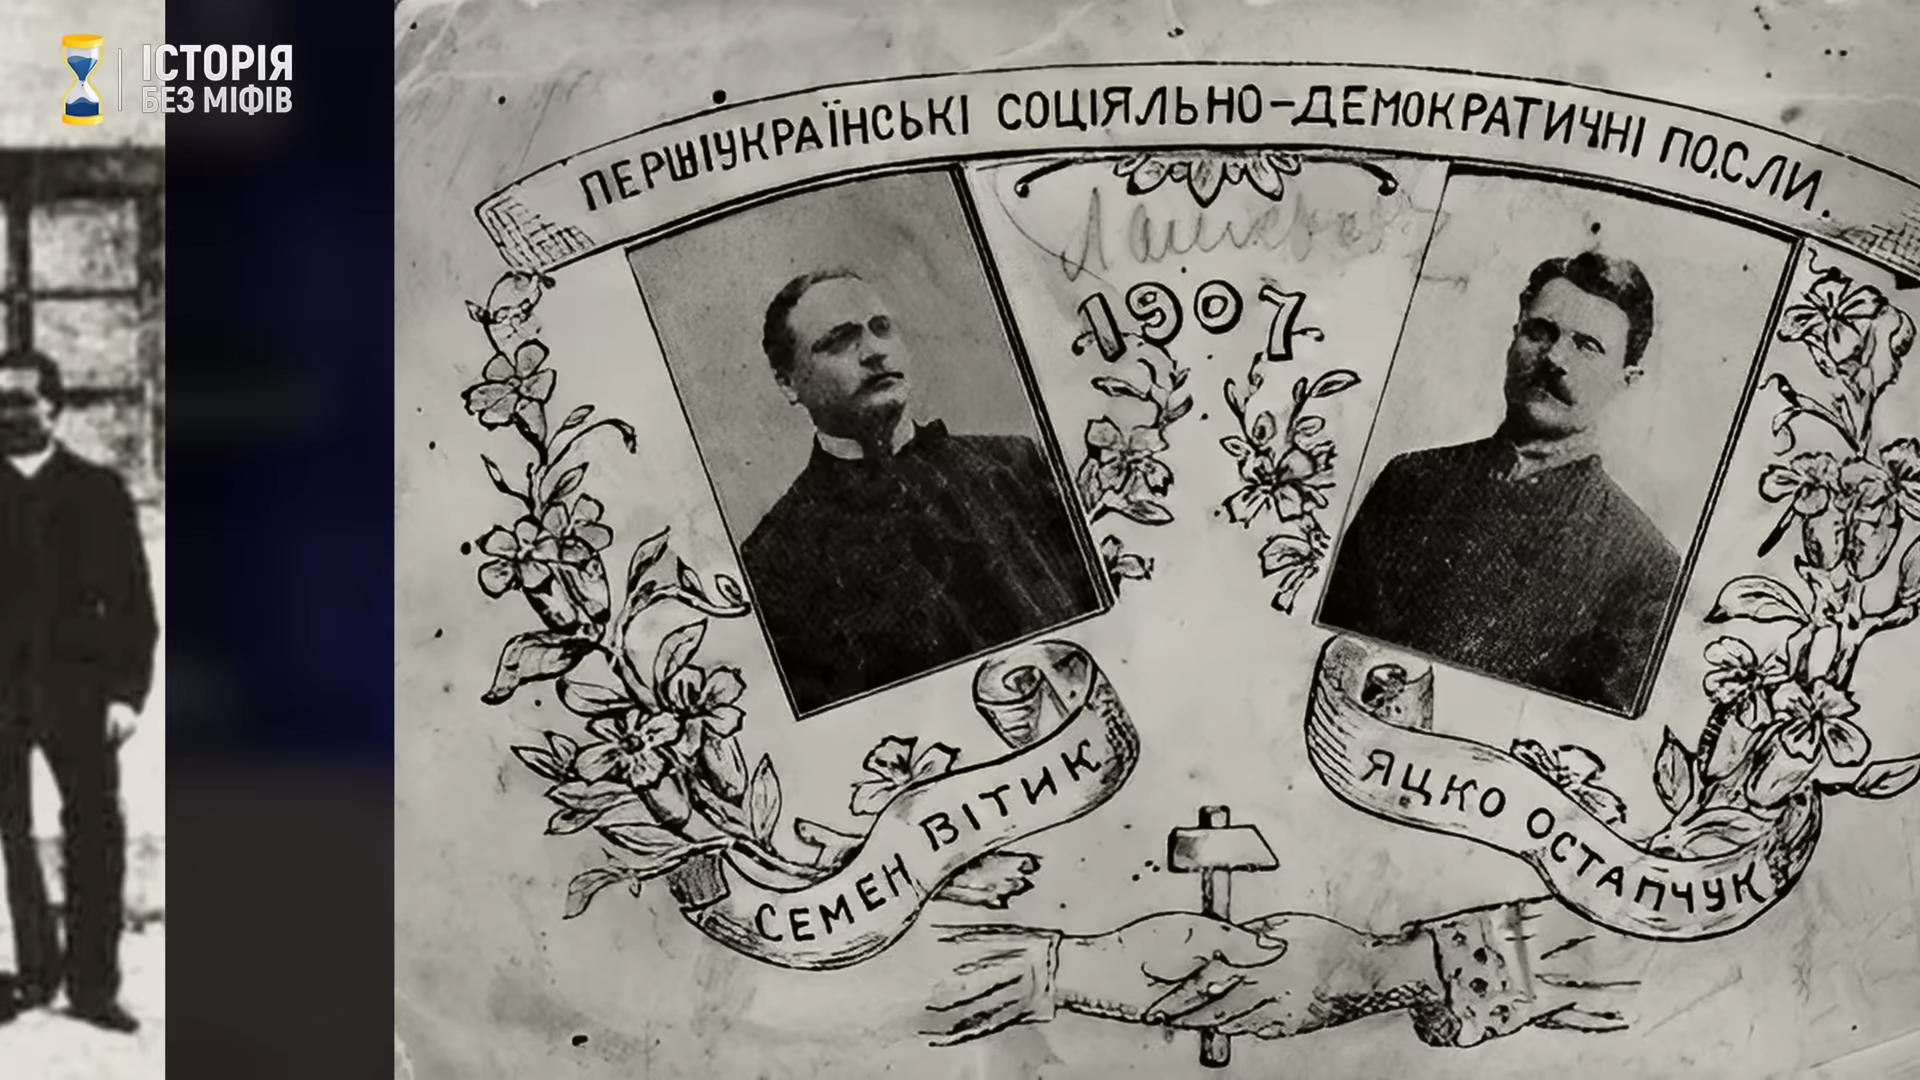 ІСТОРІЯ
БЕЗ МІФІВ
ПЕРШІ УКРАЇНСЬКІ СОЦІЯЛЬНО-ДЕМОКРАТИЧНІ ПОСЛИ.
1907
СЕМЕН ВІТИК
ЯЦКО ОСТАПЧУК